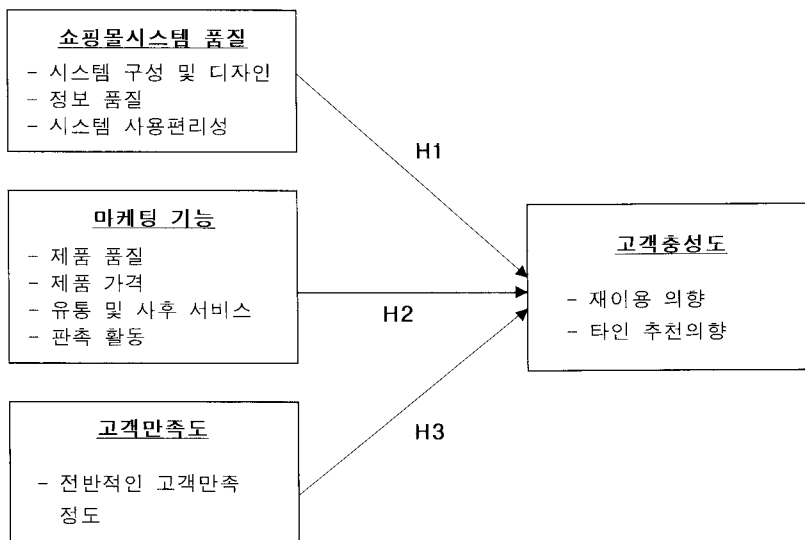 쇼핑몰시스템 품질
- 시스템 구성 및 디자인
- 정보 품질
- 시스템 사용편리성
H1
마케팅 기능
- 제품 품질
- 제품 가격
- 유통 및 사후 서비스
- 판촉 활동
H2
고객충성도
- 재이용 의향
- 타인 추천의향
고객만족도
- 전반적인 고객만족
정도
H3